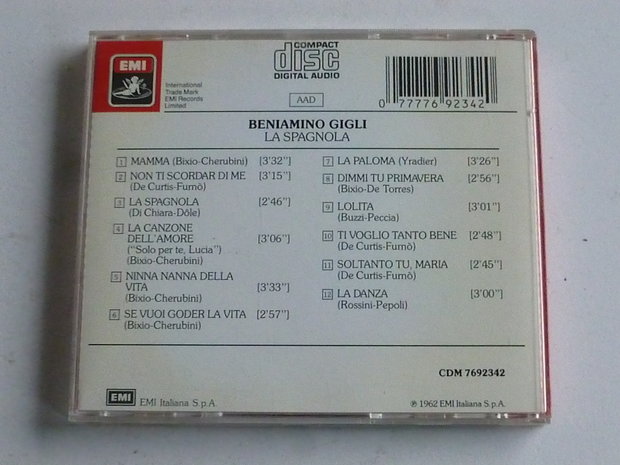 EMI
International
Trade Mark
EMI Records
Limited
COMPACT
disc
DIGITAL AUDIO
0 77776 92342
AAD
BENIAMINO GIGLI
LA SPAGNOLA
1 MAMMA (Bixio-Cherubini) [3'32"]
2 NON TI SCORDAR DI ME [3'15"]
(De Curtis-Furnò)
3 LA SPAGNOLA [2'46"]
(Di Chiara-Dôle)
4 LA CANZONE
DELL'AMORE [3'06"]
("Solo per te, Lucia")
(Bixio-Cherubini)
5 NINNA NANNA DELLA
VITA [3'33"]
(Bixio-Cherubini)
6 SE VUOI GODER LA VITA [2'57"]
(Bixio-Cherubini)
7 LA PALOMA (Yradier) [3'26"]
8 DIMMI TU PRIMAVERA [2'56"]
(Bixio-De Torres)
9 LOLITA [3'01"]
(Buzzi-Peccia)
10 TI VOGLIO TANTO BENE [2'48"]
(De Curtis-Furnò)
11 SOLTANTO TU, MARIA [2'45"]
(De Curtis-Furnò)
12 LA DANZA [3'00"]
(Rossini-Pepoli)
CDM 7692342
EMI EMI Italiana S.p.A.
℗ 1962 EMI Italiana S.p.A.